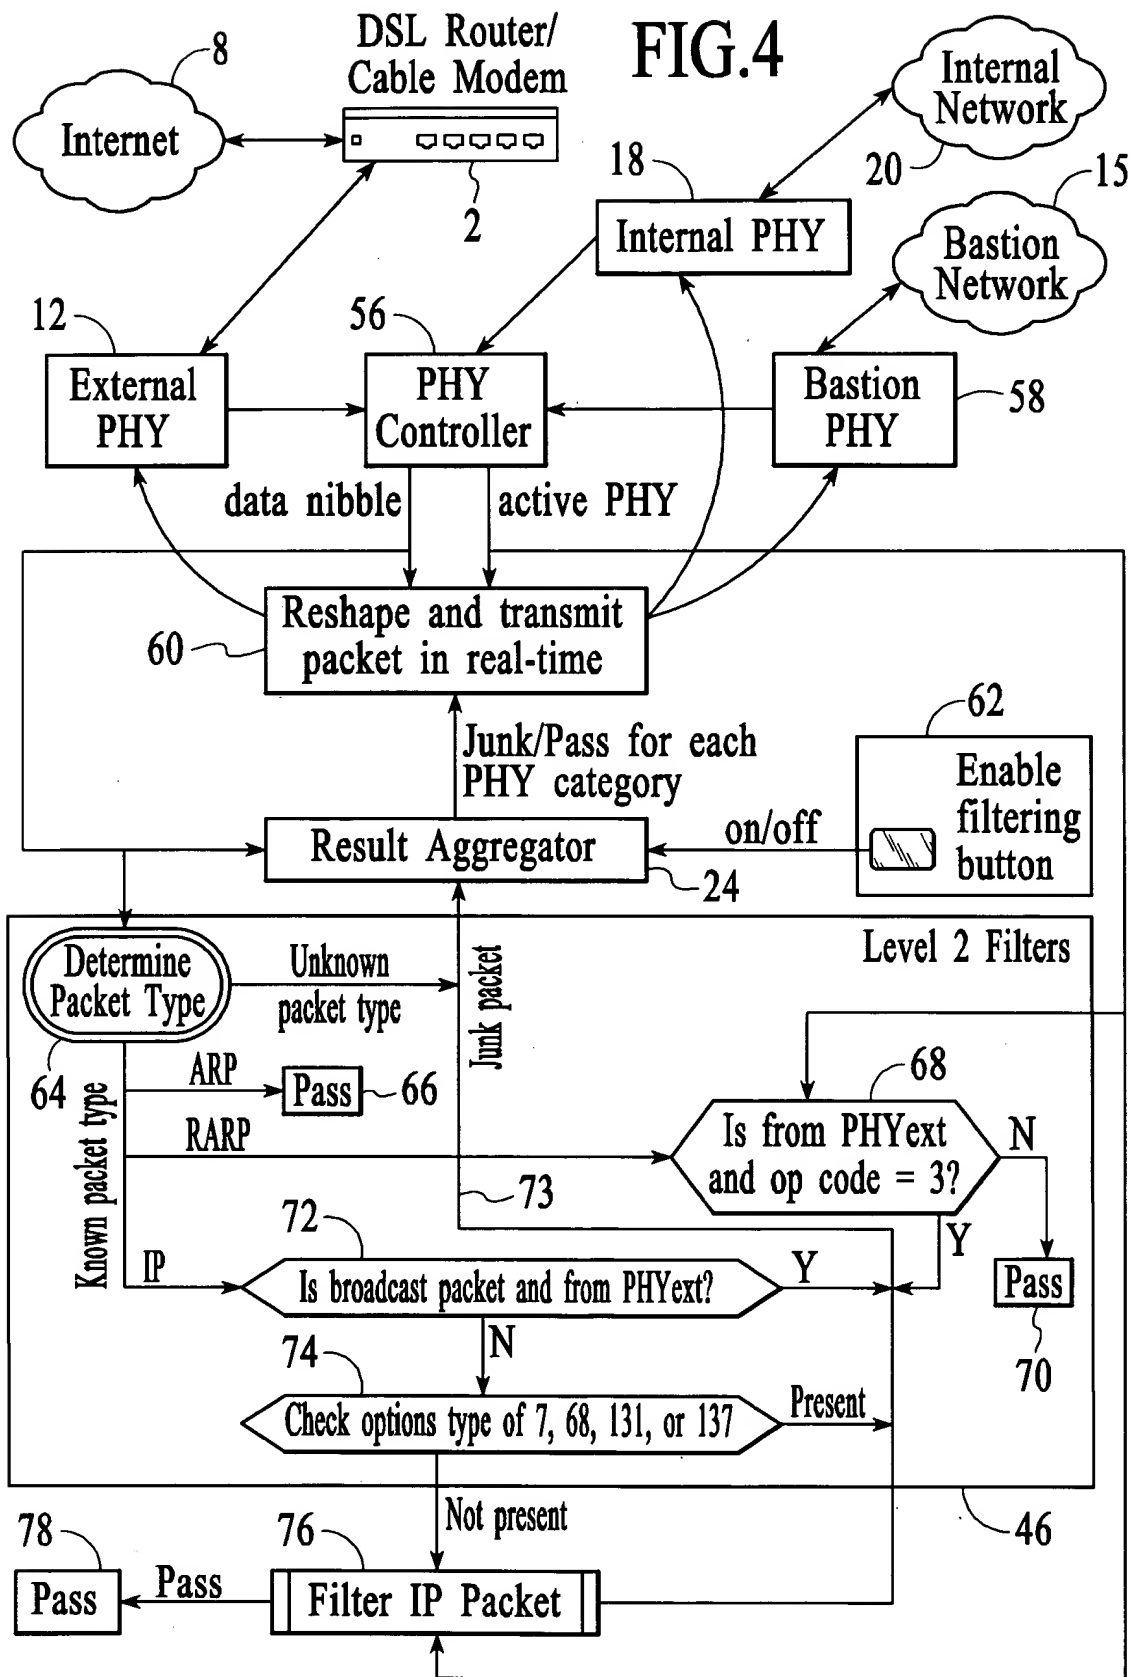 FIG.4
8
DSL Router/
Cable Modem
Internet
2
Internal
Network
20
18
Internal PHY
15
Bastion
Network
12
External
PHY
56
PHY
Controller
Bastion
PHY
58
data nibble
active PHY
Reshape and transmit
packet in real-time
60
Junk/Pass for each
PHY category
62
Enable
filtering
button
on/off
Result Aggregator
24
Level 2 Filters
Determine
Packet Type
64
Unknown
packet type
Junk packet
Known packet type
ARP
Pass
66
RARP
68
Is from PHYext
and op code = 3?
N
Y
Pass
70
73
72
IP
Is broadcast packet and from PHYext?
Y
N
74
Check options type of 7, 68, 131, or 137
Present
Not present
46
78
Pass
Pass
76
Filter IP Packet